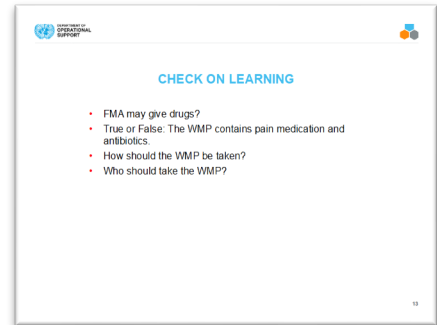 DEPARTMENT OF
OPERATIONAL
SUPPORT
CHECK ON LEARNING
• FMA may give drugs?
• True or False: The WMP contains pain medication and
antibiotics.
• How should the WMP be taken?
• Who should take the WMP?